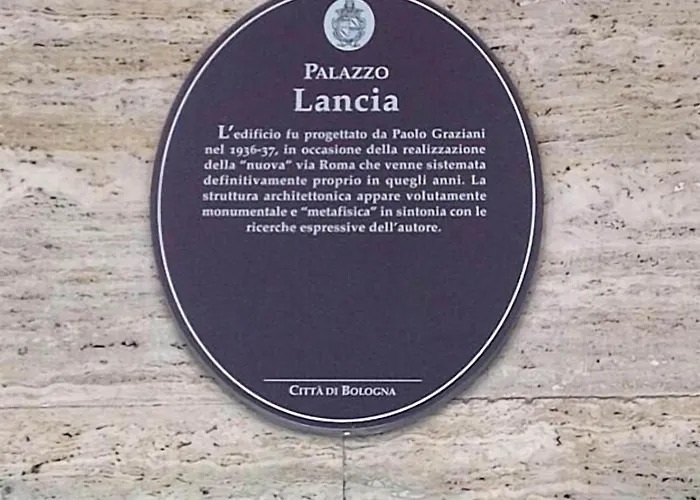 PALAZZO
Lancia
L'edificio fu progettato da Paolo Graziani
nel 1936-37, in occasione della realizzazione
della "nuova" via Roma che venne sistemata
definitivamente proprio in quegli anni. La
struttura architettonica appare volutamente
monumentale e "metafisica" in sintonia con le
ricerche espressive dell'autore.
CITTÀ DI BOLOGNA